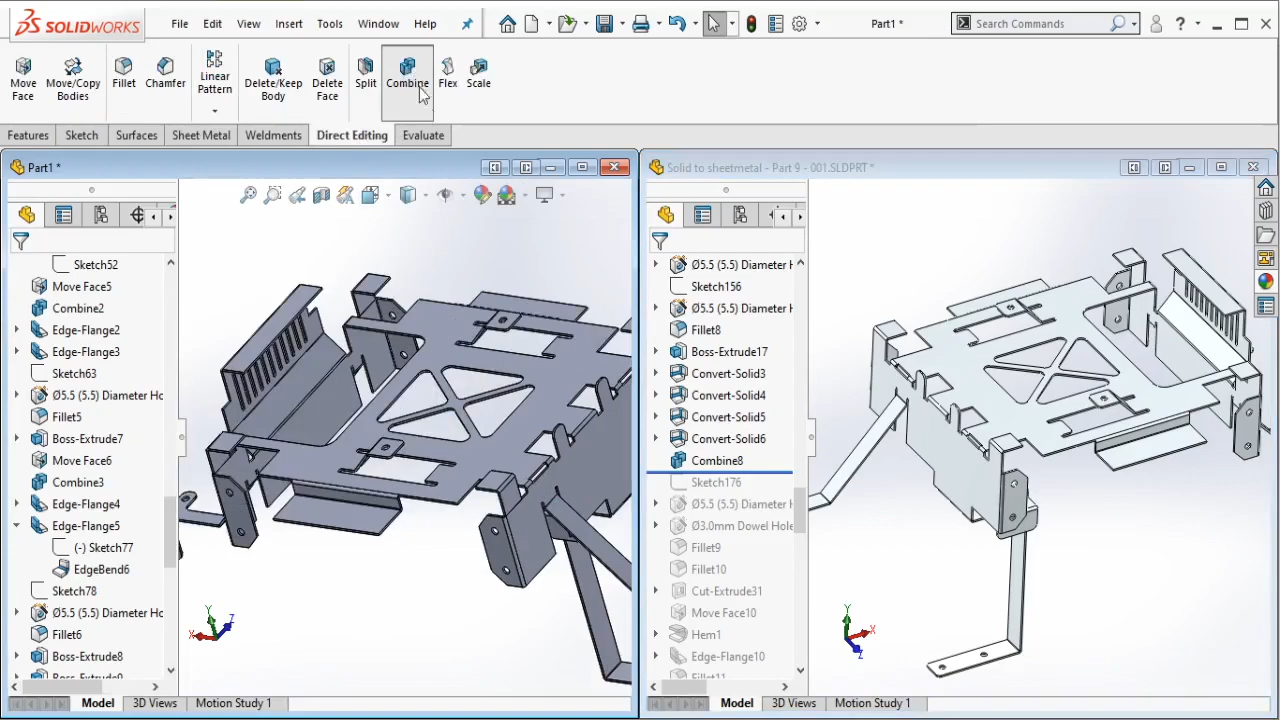 SOLIDWORKS File Edit View Insert Tools Window Help Part1 * Search Commands ?
Move Face Move/Copy Bodies Fillet Chamfer Linear Pattern Delete/Keep Body Delete Face Split Combine Flex Scale
Features Sketch Surfaces Sheet Metal Weldments Direct Editing Evaluate
Part1 *
Sketch52
Move Face5
Combine2
Edge-Flange2
Edge-Flange3
Sketch63
Ø5.5 (5.5) Diameter Ho
Fillet5
Boss-Extrude7
Move Face6
Combine3
Edge-Flange4
Edge-Flange5
(-) Sketch77
EdgeBend6
Sketch78
Ø5.5 (5.5) Diameter Ho
Fillet6
Boss-Extrude8
Boss-Extrude9
Y
X
Z
Model 3D Views Motion Study 1
Solid to sheetmetal - Part 9 - 001.SLDPRT *
Ø5.5 (5.5) Diameter H
Sketch156
Ø5.5 (5.5) Diameter H
Fillet8
Boss-Extrude17
Convert-Solid3
Convert-Solid4
Convert-Solid5
Convert-Solid6
Combine8
Sketch176
Ø5.5 (5.5) Diameter H
Ø3.0mm Dowel Hole
Fillet9
Fillet10
Cut-Extrude31
Move Face10
Hem1
Edge-Flange10
Fillet11
Y
X
Z
Model 3D Views Motion Study 1